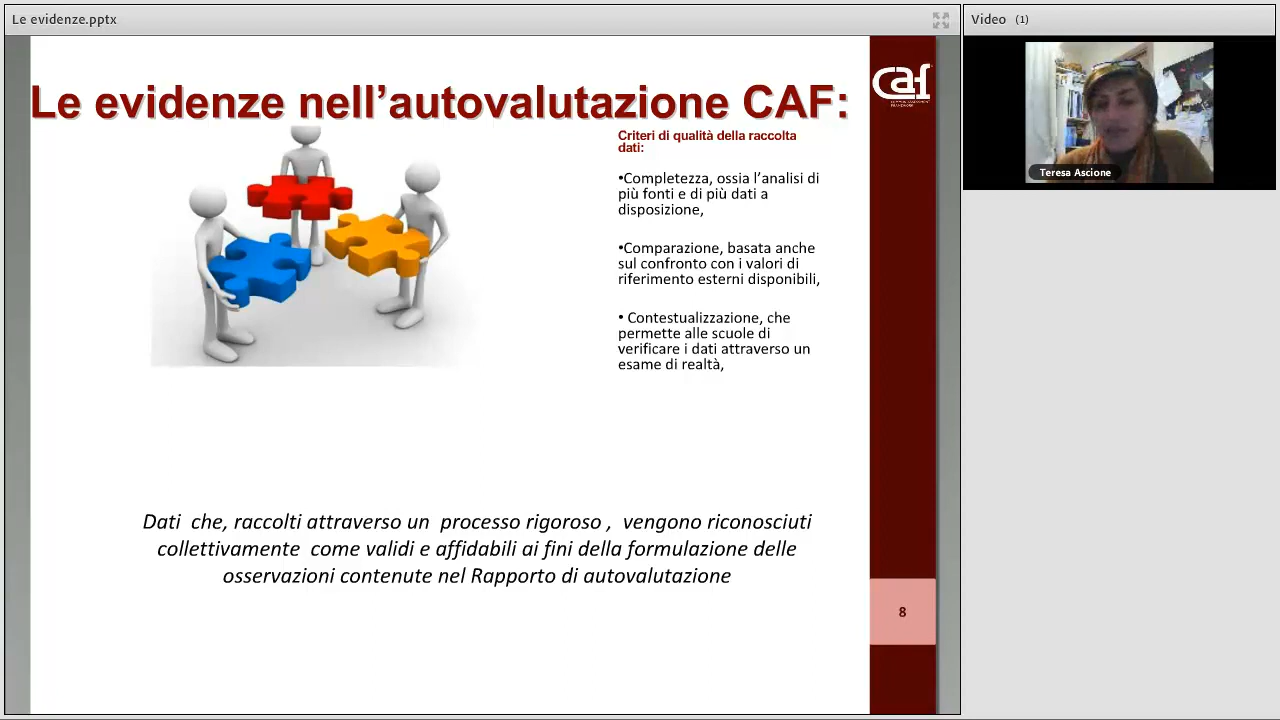 Le evidenze.pptx
Video (1)
Le evidenze nell’autovalutazione CAF:
caf
Criteri di qualità della raccolta
dati:
•Completezza, ossia l’analisi di
più fonti e di più dati a
disposizione,
•Comparazione, basata anche
sul confronto con i valori di
riferimento esterni disponibili,
• Contestualizzazione, che
permette alle scuole di
verificare i dati attraverso un
esame di realtà,
Dati che, raccolti attraverso un processo rigoroso , vengono riconosciuti
collettivamente come validi e affidabili ai fini della formulazione delle
osservazioni contenute nel Rapporto di autovalutazione
8
Teresa Ascione